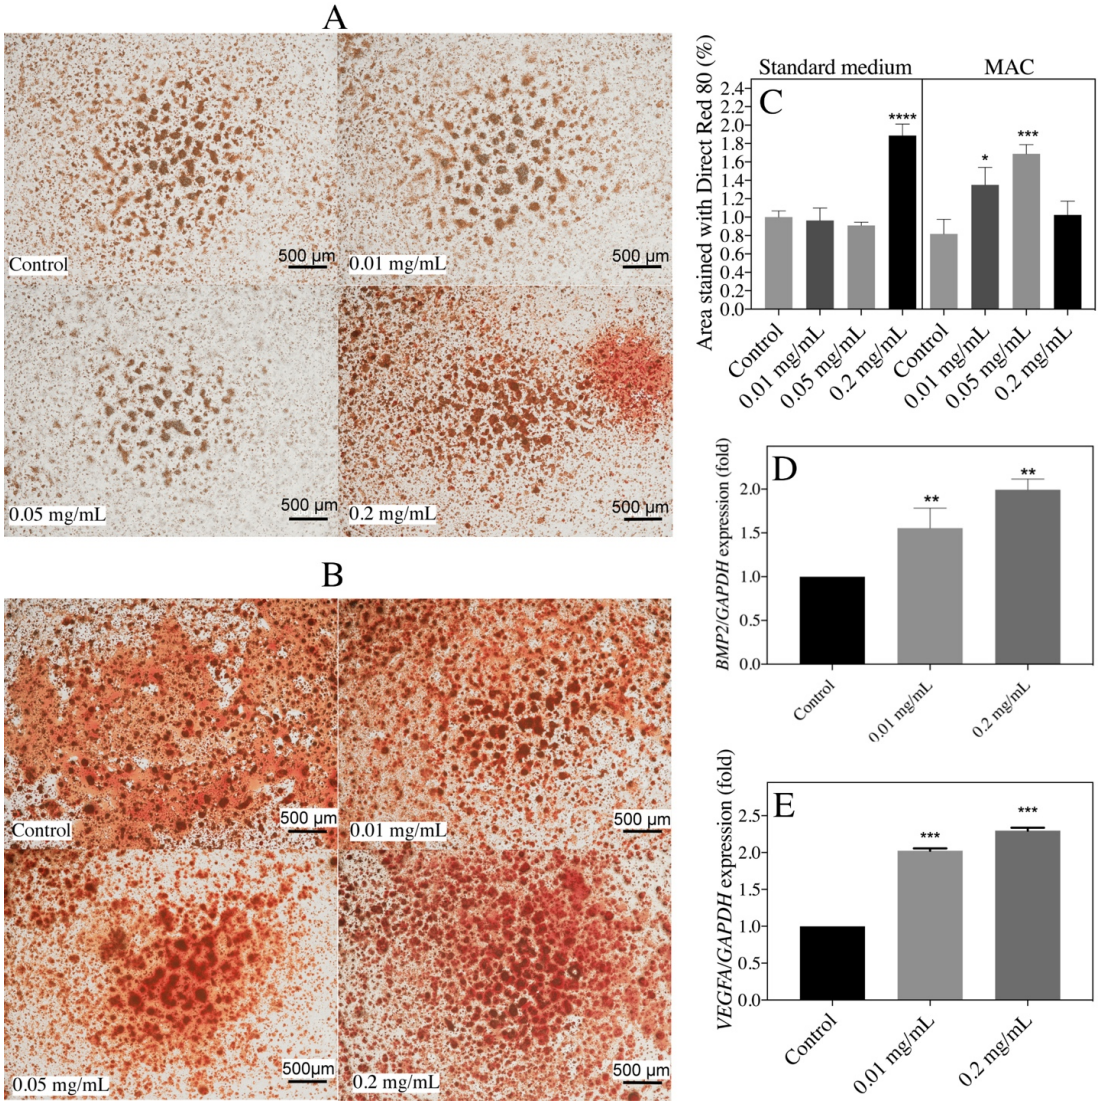 A
Control
500 µm
0.01 mg/mL
500 µm
0.05 mg/mL
500 µm
0.2 mg/mL
500 µm
B
Control
500 µm
0.01 mg/mL
500 µm
0.05 mg/mL
500µm
0.2 mg/mL
500 µm
Standard medium
MAC
C
Area stained with Direct Red 80 (%)
2.4
2.2
2.0
1.8
1.6
1.4
1.2
1.0
0.8
0.6
0.4
0.2
0.0
****
*
***
Control
0.01 mg/mL
0.05 mg/mL
0.2 mg/mL
Control
0.01 mg/mL
0.05 mg/mL
0.2 mg/mL
D
BMP2/GAPDH expression (fold)
2.0
1.5
1.0
0.5
0.0
**
**
Control
0.01 mg/mL
0.2 mg/mL
E
VEGFA/GAPDH expression (fold)
2.5
2.0
1.5
1.0
0.5
0.0
***
***
Control
0.01 mg/mL
0.2 mg/mL